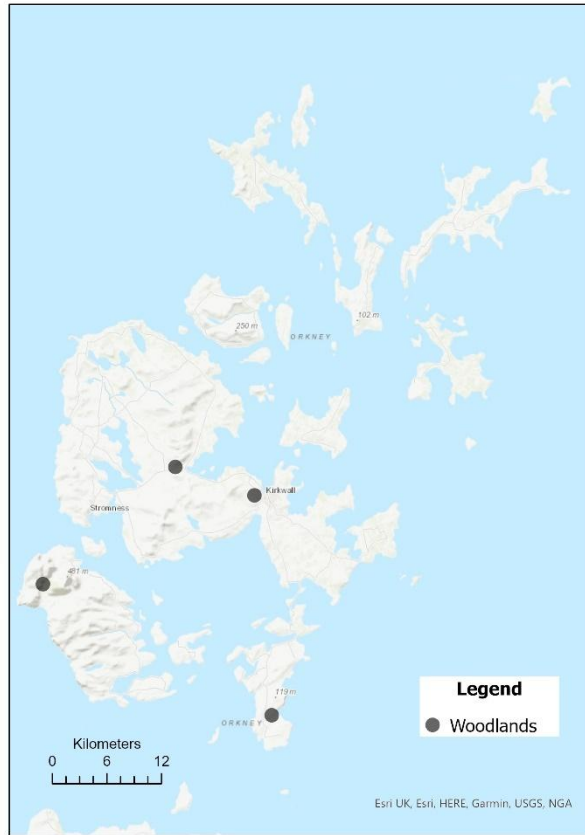 250 m
102 m
ORKNEY
Kirkwall
Stromness
481 m
119 m
ORKNEY
Legend
Woodlands
Kilometers
0 6 12
Esri UK, Esri, HERE, Garmin, USGS, NGA